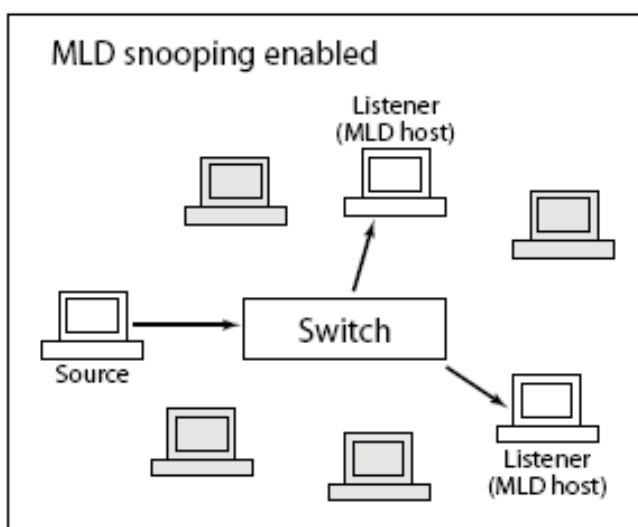 MLD snooping enabled
Listener
(MLD host)
Switch
Source
Listener
(MLD host)